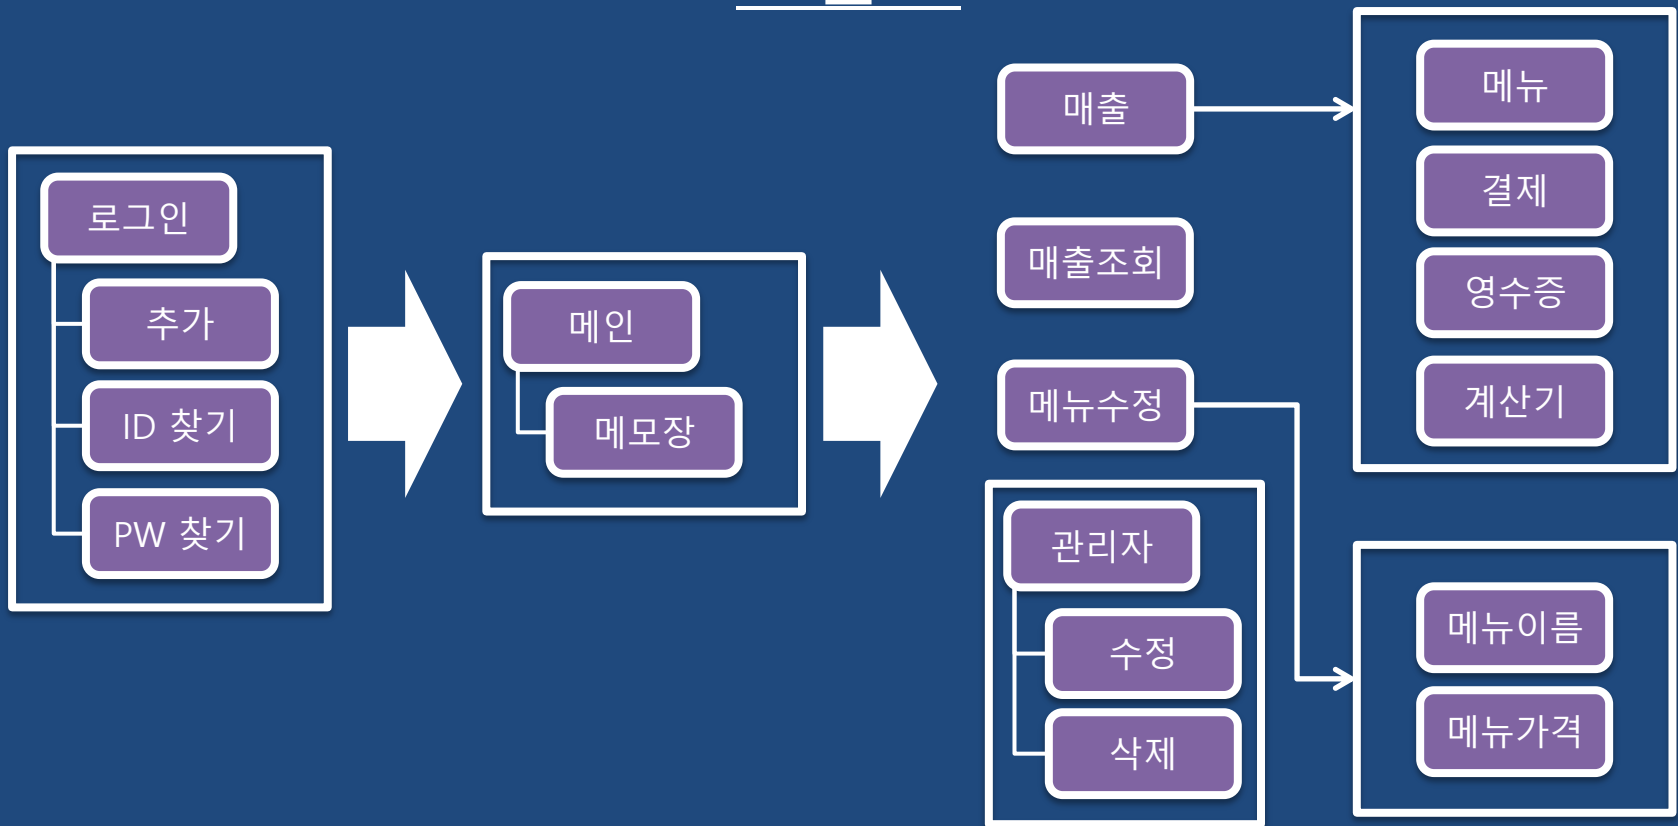 로그인
추가
ID 찾기
PW 찾기
메인
메모장
매출
매출조회
메뉴수정
관리자
수정
삭제
메뉴
결제
영수증
계산기
메뉴이름
메뉴가격